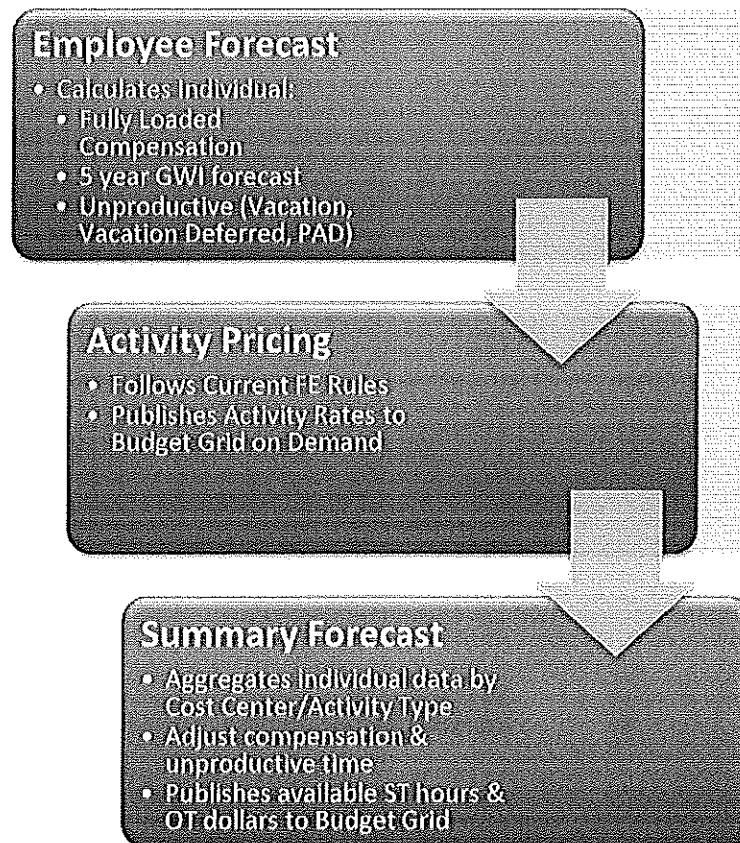 Employee Forecast
• Calculates Individual:
• Fully Loaded
Compensation
• 5 year GWI forecast
• Unproductive (Vacation,
Vacation Deferred, PAD)
Activity Pricing
• Follows Current FE Rules
• Publishes Activity Rates to
Budget Grid on Demand
Summary Forecast
• Aggregates individual data by
Cost Center/Activity Type
• Adjust compensation &
unproductive time
• Publishes available ST hours &
OT dollars to Budget Grid